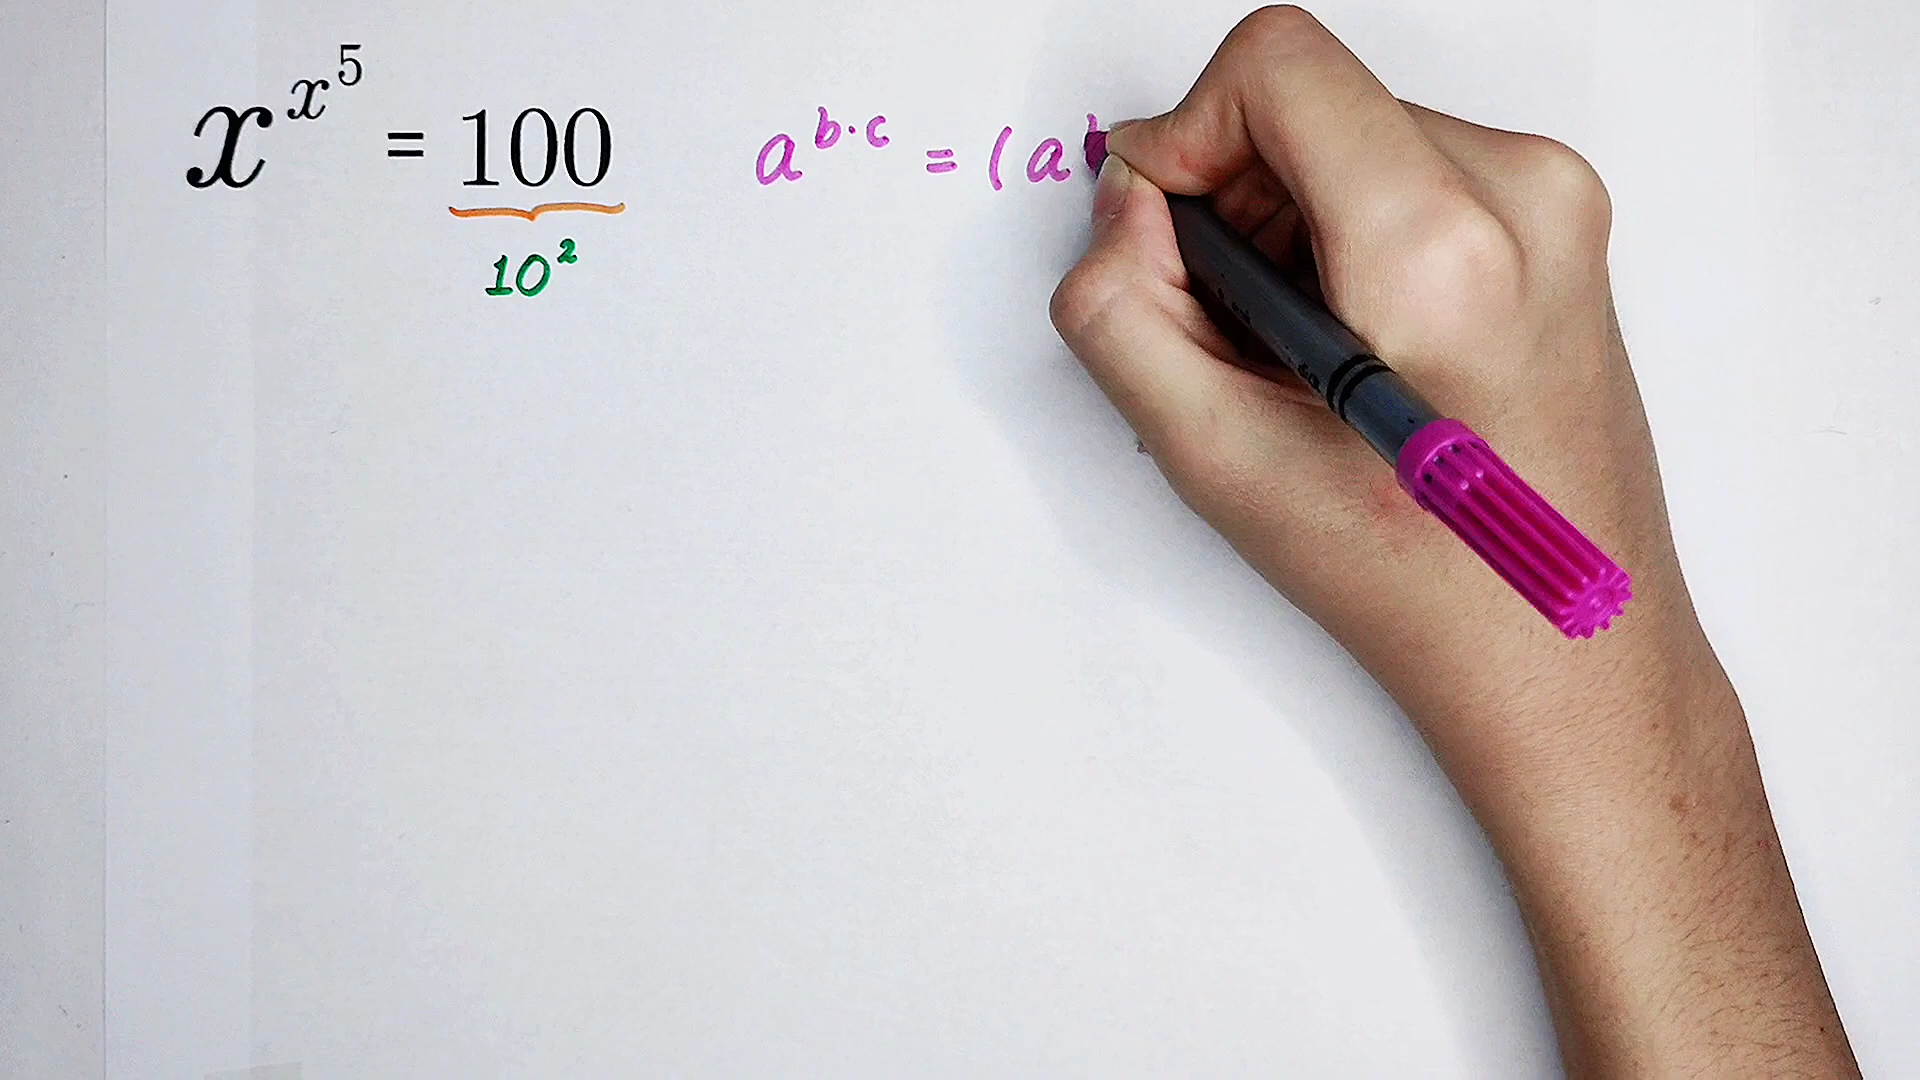 x^{x^5} = 100 a^{b·c} = (a
10²